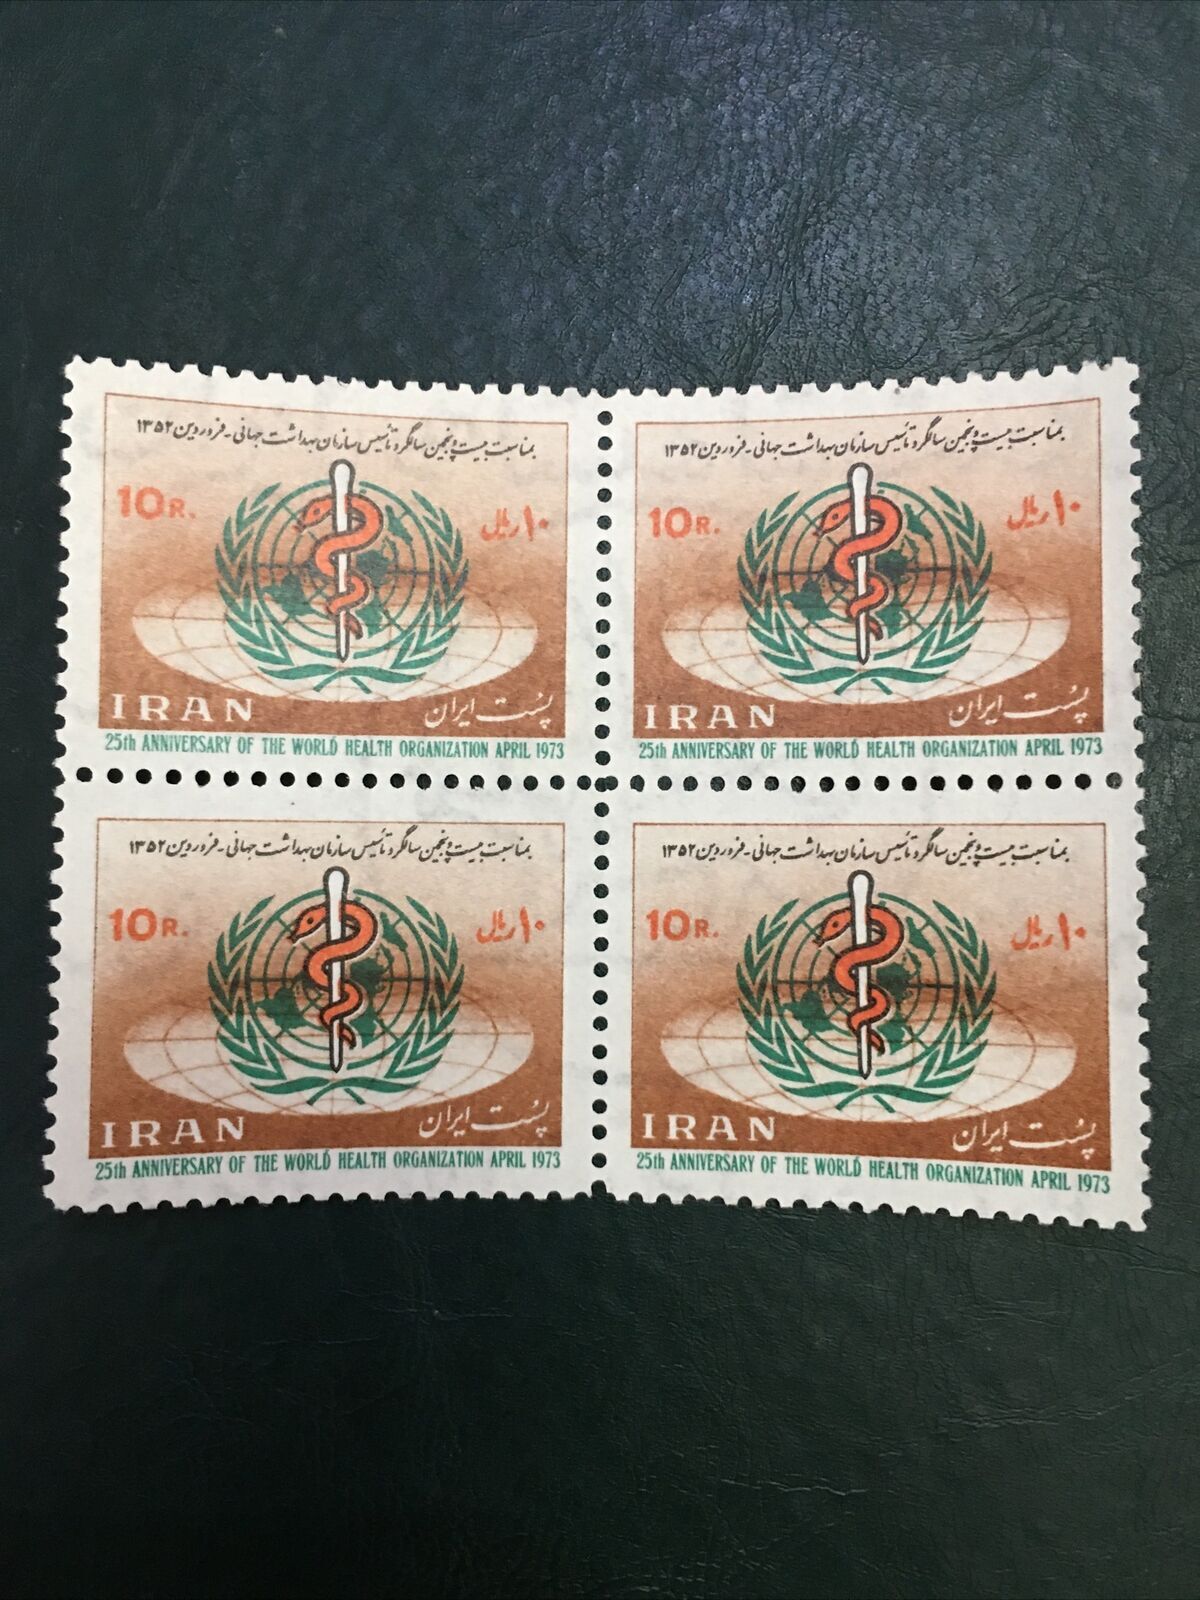 بمناسبت بیست و پنجمین سالگرد تأسیس سازمان بهداشت جهانی - فروردین ۱۳۵۲
10R. ۱۰ ریال
IRAN پست ایران
25th ANNIVERSARY OF THE WORLD HEALTH ORGANIZATION APRIL 1973
بمناسبت بیست و پنجمین سالگرد تأسیس سازمان بهداشت جهانی - فروردین ۱۳۵۲
10R. ۱۰ ریال
IRAN پست ایران
25th ANNIVERSARY OF THE WORLD HEALTH ORGANIZATION APRIL 1973
بمناسبت بیست و پنجمین سالگرد تأسیس سازمان بهداشت جهانی - فروردین ۱۳۵۲
10R. ۱۰ ریال
IRAN پست ایران
25th ANNIVERSARY OF THE WORLD HEALTH ORGANIZATION APRIL 1973
بمناسبت بیست و پنجمین سالگرد تأسیس سازمان بهداشت جهانی - فروردین ۱۳۵۲
10R. ۱۰ ریال
IRAN پست ایران
25th ANNIVERSARY OF THE WORLD HEALTH ORGANIZATION APRIL 1973